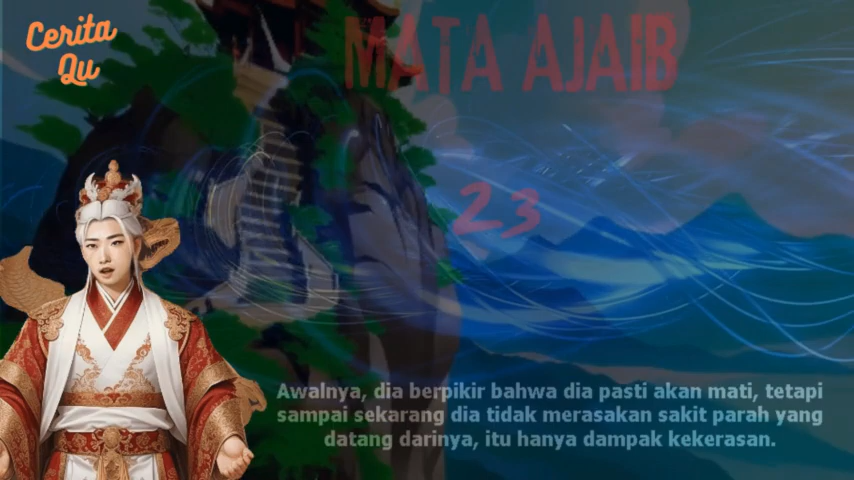 Cerita
Qu
MATA AJAIB
23
Awalnya, dia berpikir bahwa dia pasti akan mati, tetapi
sampai sekarang dia tidak merasakan sakit parah yang
datang darinya, itu hanya dampak kekerasan.